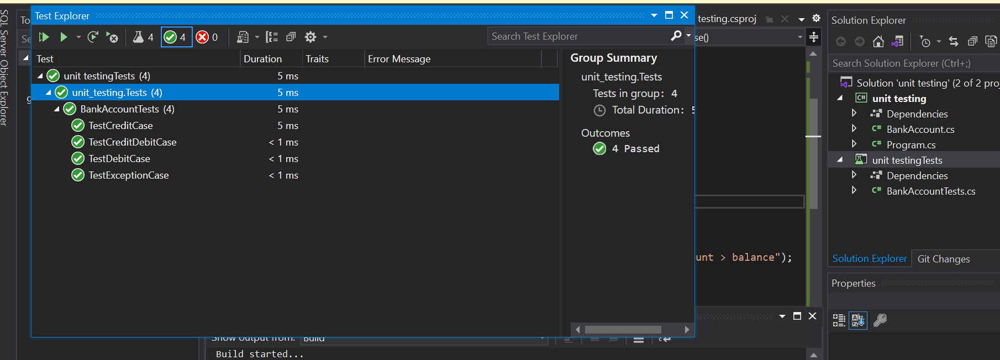 SQL Server Object Explorer
To
Se
Test Explorer
4
4
0
Search Test Explorer
Test
Duration
Traits
Error Message
unit testingTests (4)
5 ms
unit_testing.Tests (4)
5 ms
BankAccountTests (4)
5 ms
TestCreditCase
5 ms
TestCreditDebitCase
< 1 ms
TestDebitCase
< 1 ms
TestExceptionCase
< 1 ms
Group Summary
unit_testing.Tests
Tests in group: 4
Total Duration: 5
Outcomes
4 Passed
testing.csproj
se()
unt > balance");
Show output from: Build
Build started...
Solution Explorer
Search Solution Explorer (Ctrl+;)
Solution 'unit testing' (2 of 2 proj
C# unit testing
Dependencies
C# BankAccount.cs
C# Program.cs
unit testingTests
Dependencies
C# BankAccountTests.cs
Solution Explorer
Git Changes
Properties